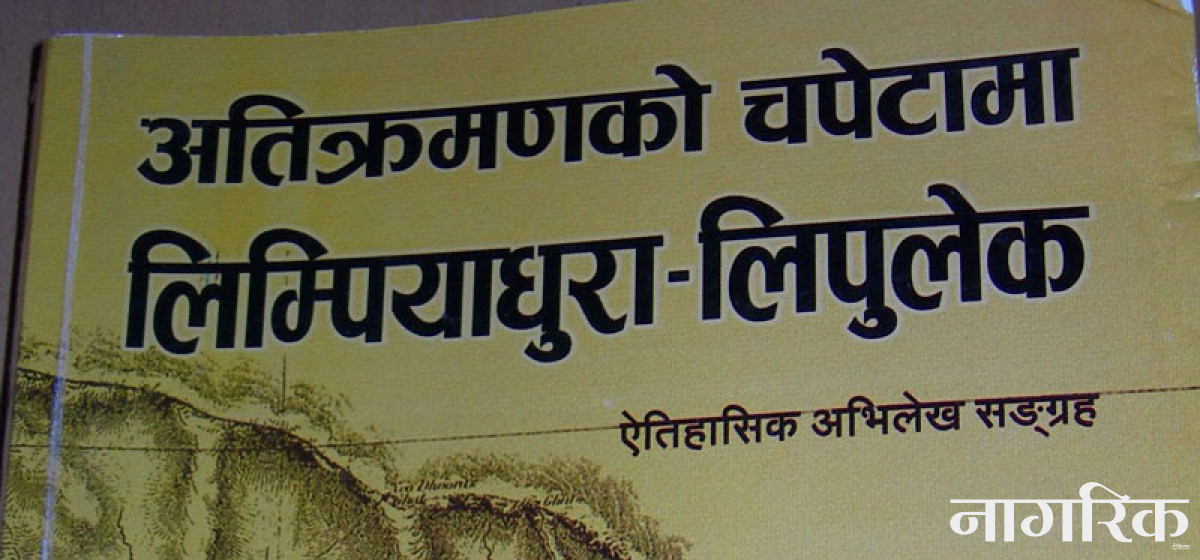 अतिक्रमणको चपेटामा
लिम्पियाधुरा-लिपुलेक
ऐतिहासिक अभिलेख सङ्ग्रह
नागरिक